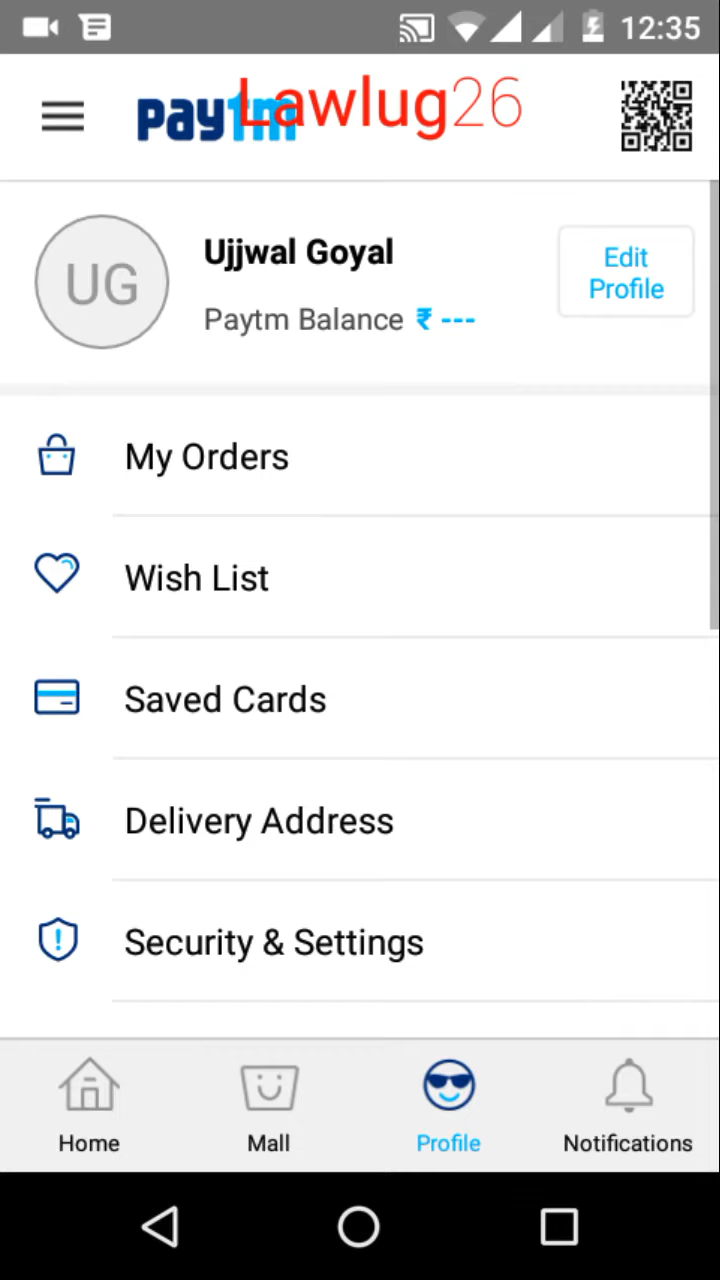 12:35
paytm
Lawlug26
UG
Ujjwal Goyal
Edit
Profile
Paytm Balance ₹ ---
My Orders
Wish List
Saved Cards
Delivery Address
Security & Settings
Home
Mall
Profile
Notifications